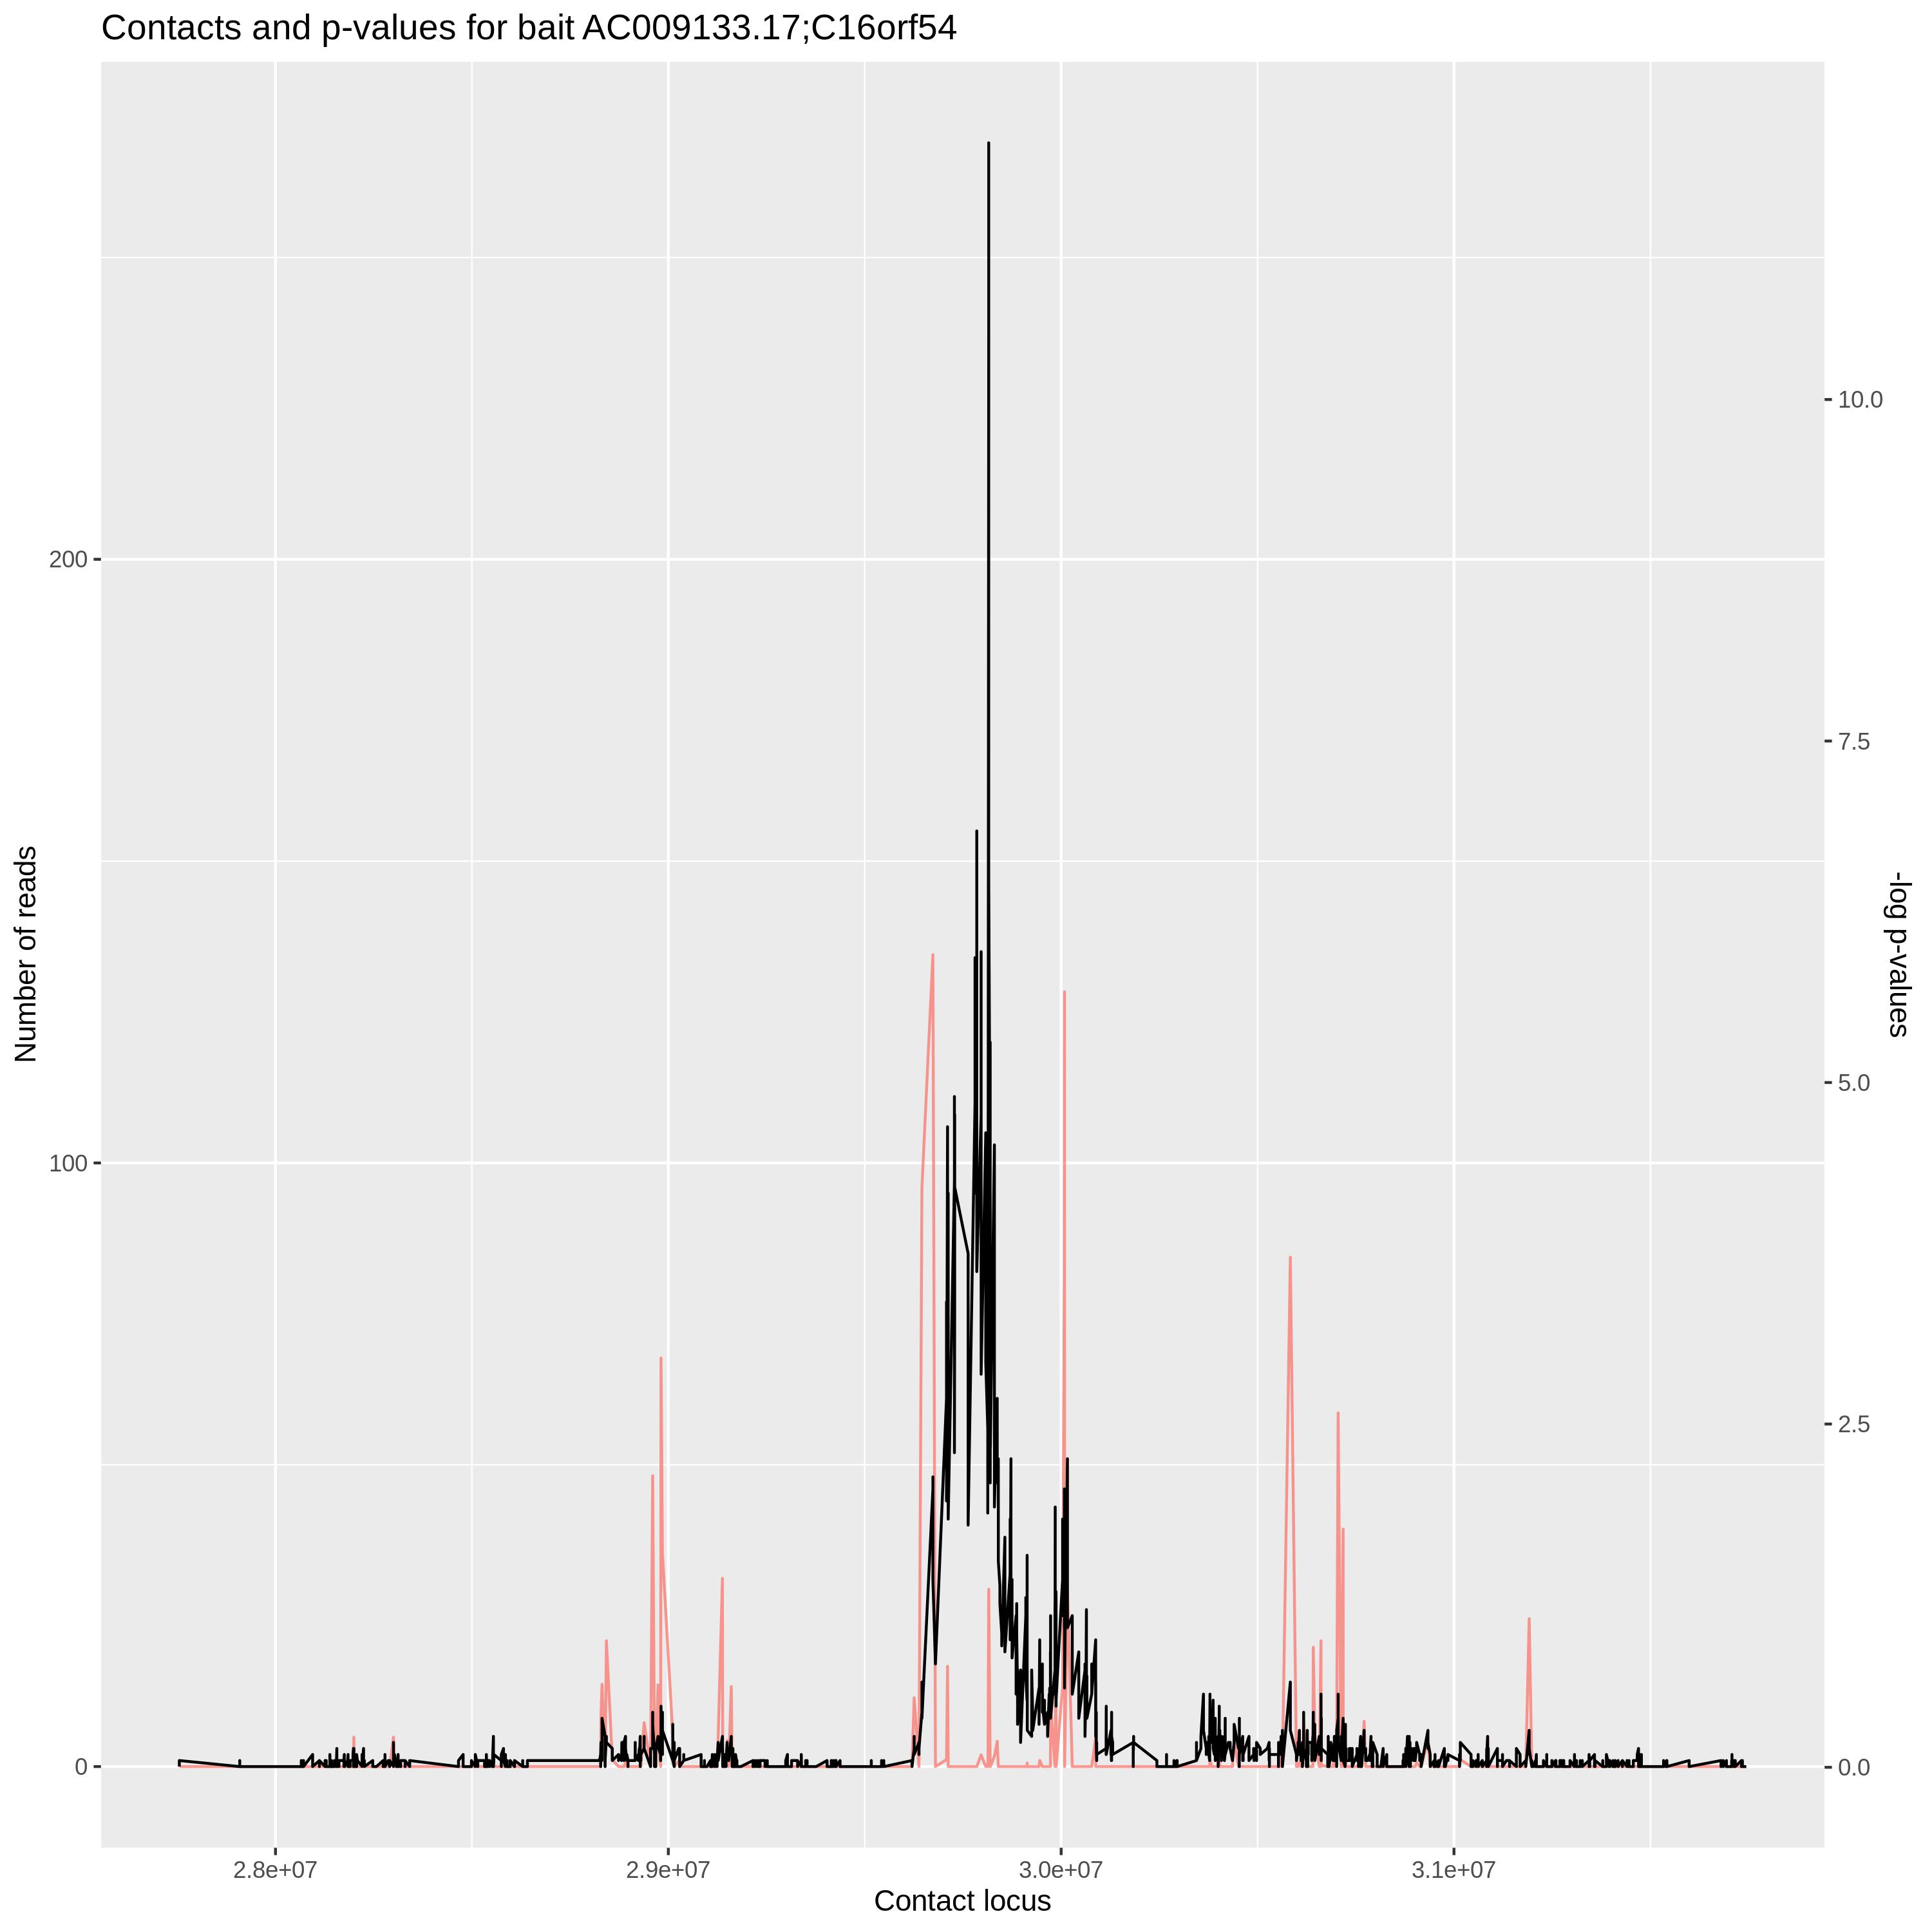 Contacts and p-values for bait AC009133.17;C16orf54
Number of reads
200
100
0
10.0
7.5
5.0
2.5
0.0
-log p-values
2.8e+07
2.9e+07
3.0e+07
3.1e+07
Contact locus